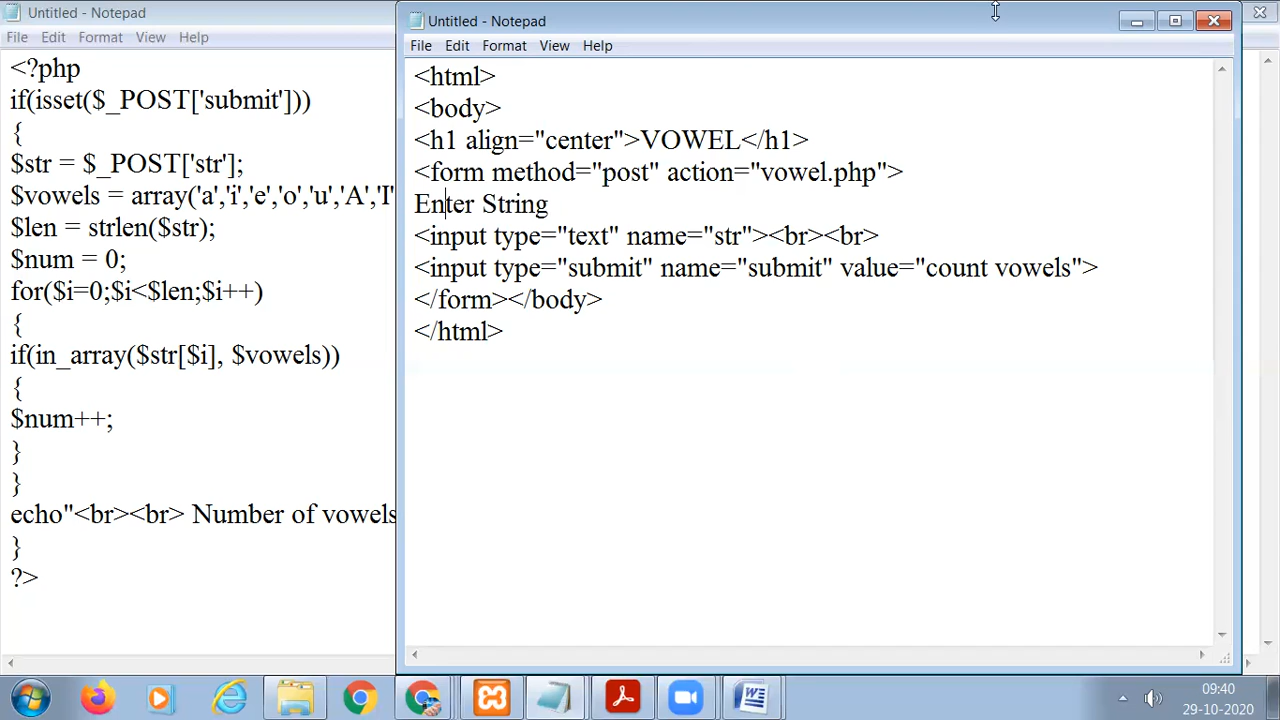 Untitled - Notepad
File Edit Format View Help
<?php
if(isset($_POST['submit']))
{
$str = $_POST['str'];
$vowels = array('a','i','e','o','u','A','I'
$len = strlen($str);
$num = 0;
for($i=0;$i<$len;$i++)
{
if(in_array($str[$i], $vowels))
{
$num++;
}
}
echo"<br><br> Number of vowels
}
?>
Untitled - Notepad
File Edit Format View Help
<html>
<body>
<h1 align="center">VOWEL</h1>
<form method="post" action="vowel.php">
Enter String
<input type="text" name="str"><br><br>
<input type="submit" name="submit" value="count vowels">
</form></body>
</html>
09:40
29-10-2020